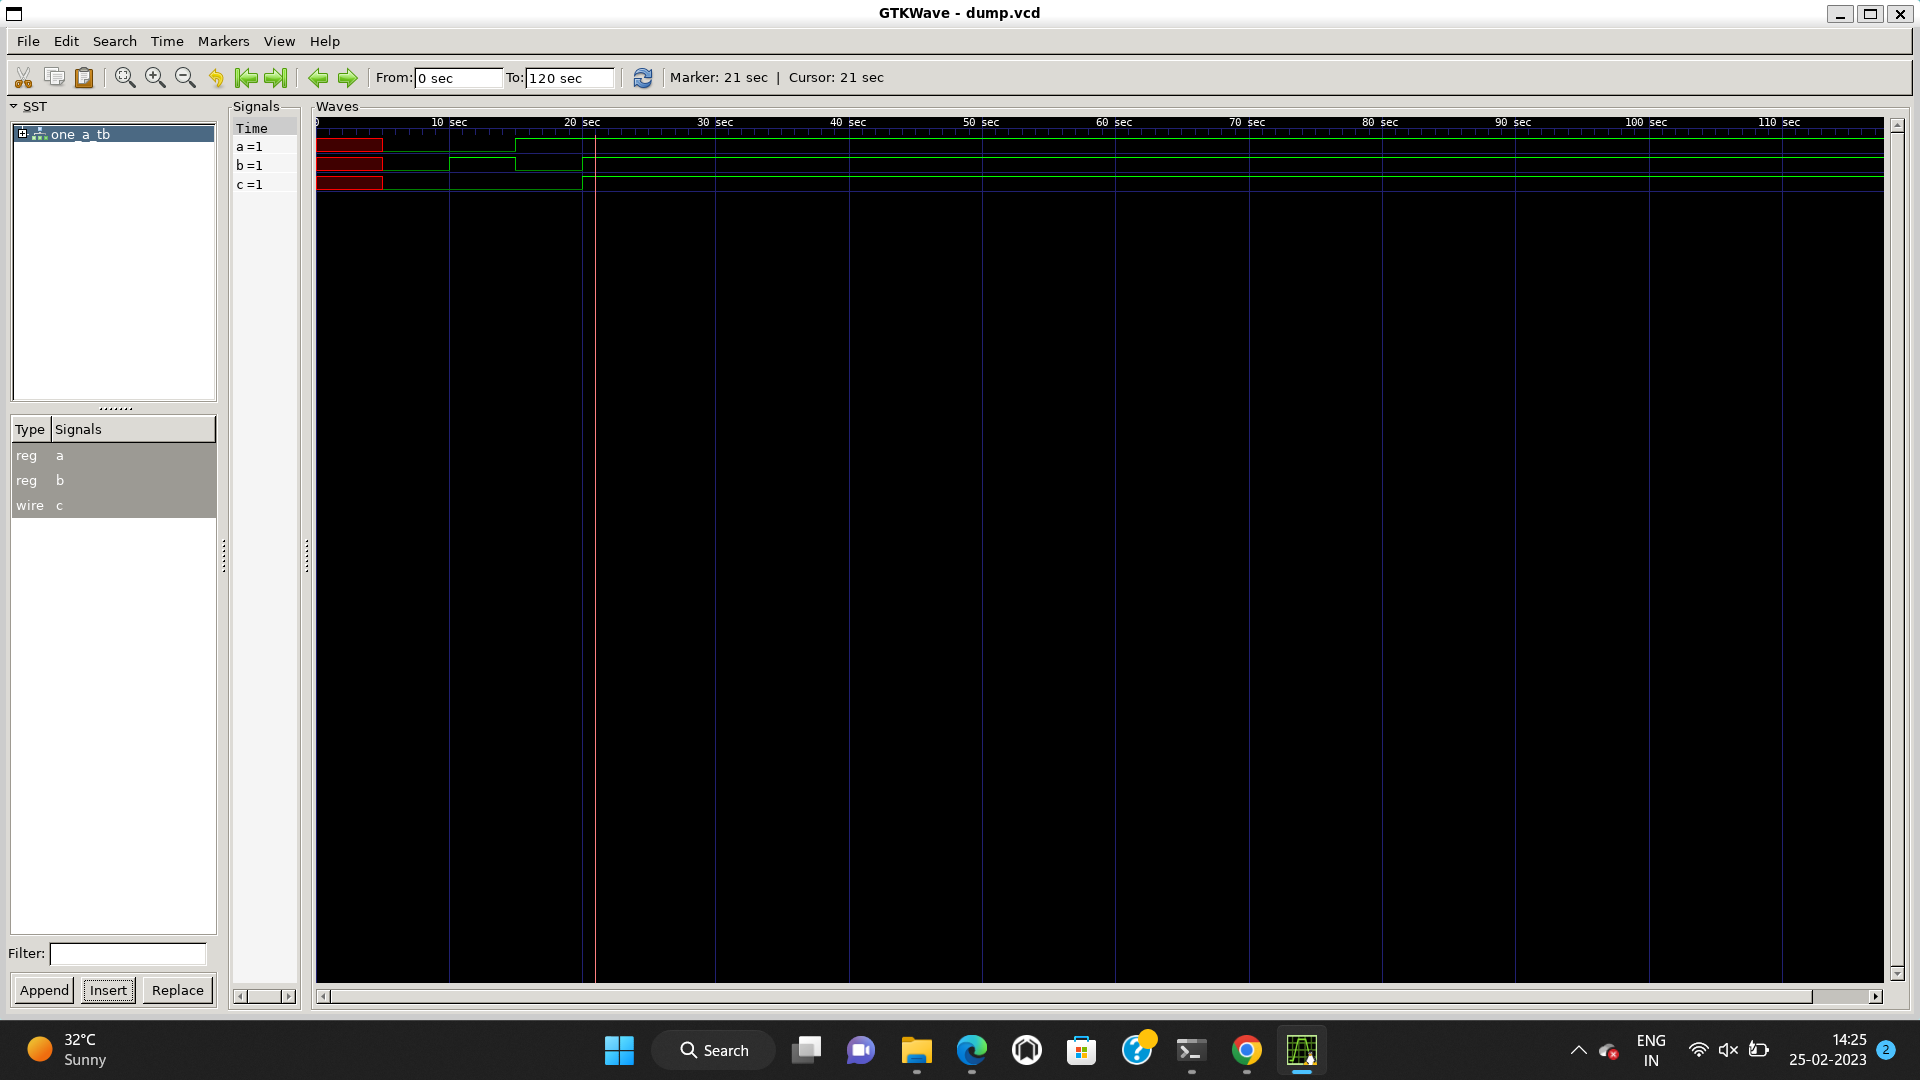 GTKWave - dump.vcd
File Edit Search Time Markers View Help
From: 0 sec To: 120 sec Marker: 21 sec | Cursor: 21 sec
SST
one_a_tb
Type Signals
reg a
reg b
wire c
Filter:
Append Insert Replace
Signals
Time
a =1
b =1
c =1
Waves
0 10 sec 20 sec 30 sec 40 sec 50 sec 60 sec 70 sec 80 sec 90 sec 100 sec 110 sec
32°C
Sunny
Search
ENG
IN
14:25
25-02-2023
2